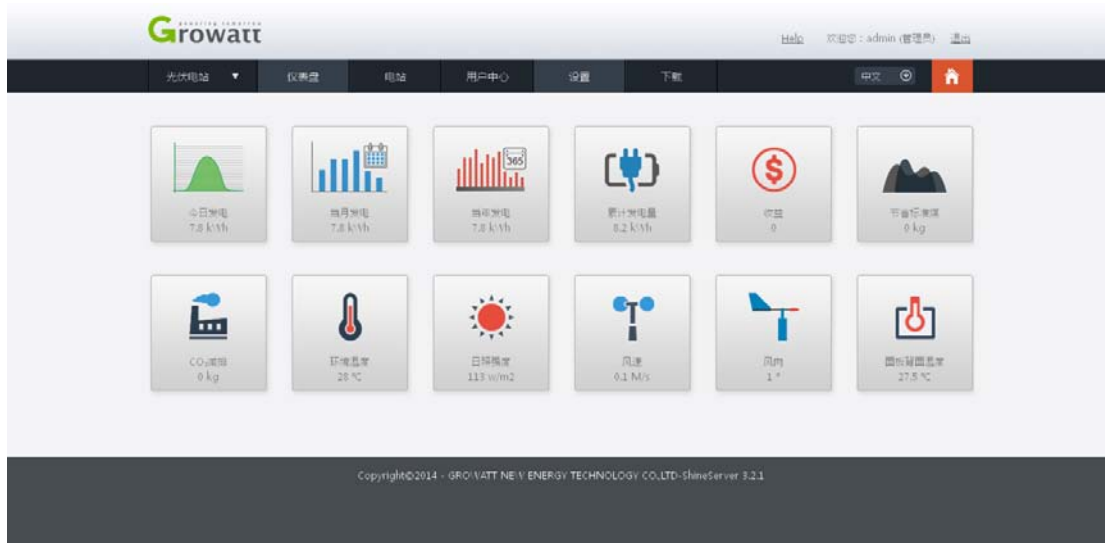 powering tomorrow
Growatt
Help 欢迎您：admin (管理员) 退出
光伏电站 ▼ 仪表盘 电站 用户中心 设置 下载 中文
365
今日发电 当月发电 当年发电 累计发电量 收益 节省标准煤
7.8 kWh 7.8 kWh 7.8 kWh 8.2 kWh 0 0 kg
CO₂减排 环境温度 日照强度 风速 风向 面板背面温度
0 kg 28 ℃ 113 w/m2 0.1 M/s 1 ° 27.5 ℃
Copyright©2014 - GROWATT NEW ENERGY TECHNOLOGY CO.,LTD-ShineServer 3.2.1